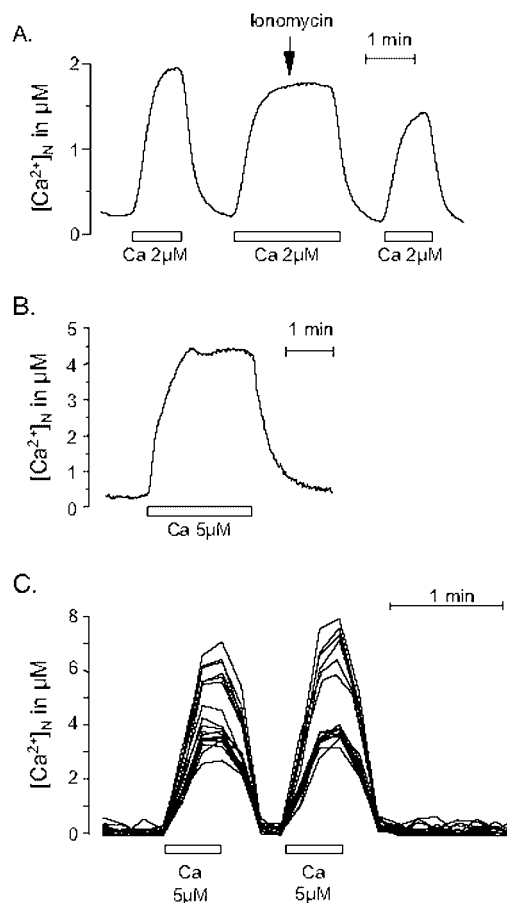 A.
Ionomycin
1 min
[Ca²⁺]N in µM
2
1
0
Ca 2µM
Ca 2µM
Ca 2µM
B.
1 min
[Ca²⁺]N in µM
5
4
3
2
1
0
Ca 5µM
C.
1 min
[Ca²⁺]N in µM
8
6
4
2
0
Ca
5µM
Ca
5µM